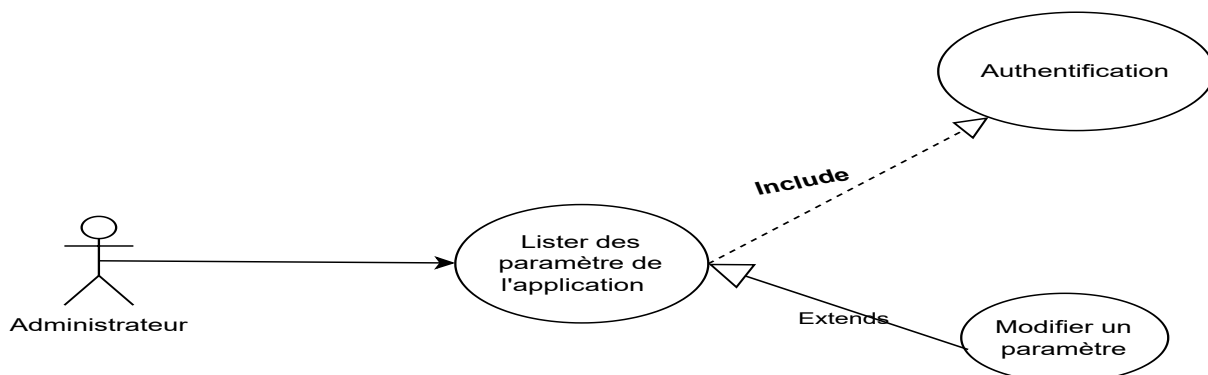 Authentification
Include
Lister des
paramètre de
l'application
Extends
Administrateur
Modifier un
paramètre